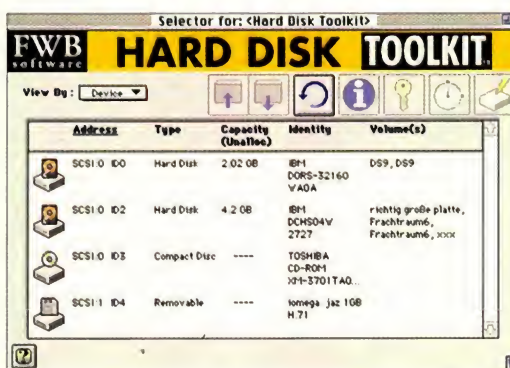 Selector for: <Hard Disk Toolkit>
FWB software HARD DISK TOOLKIT
View By: Device
Address Type Capacity (Unalloc) Identity Volume(s)
SCSI:0 ID0 Hard Disk 2.02 GB IBM DS9, DS9
DORS-32160
WA0A
SCSI:0 ID2 Hard Disk 4.2 GB IBM richtig große platte,
DCHS04W Frachtraum6,
2727 Frachtraum6, xxx
SCSI:0 ID3 Compact Disc ---- TOSHIBA
CD-ROM
XM-3701TA0...
SCSI:1 ID4 Removable ---- iomega jaz 1GB
H.71
?